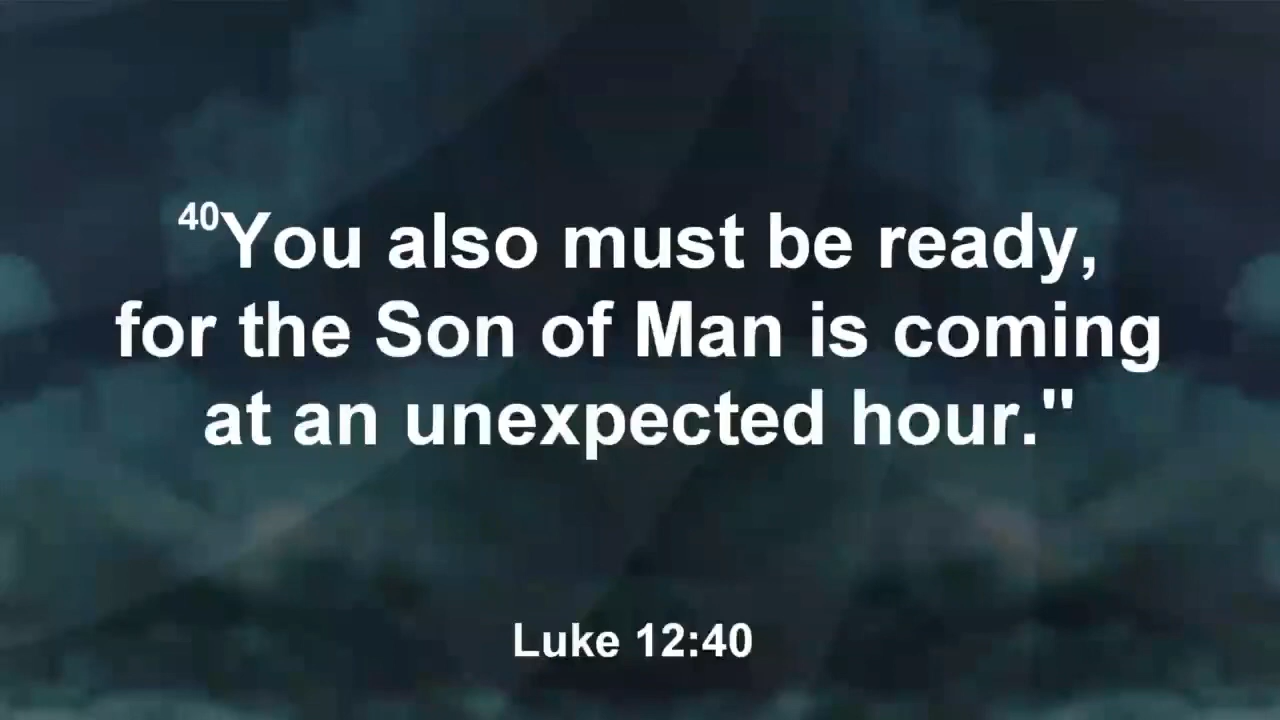 40You also must be ready,
for the Son of Man is coming
at an unexpected hour."
Luke 12:40